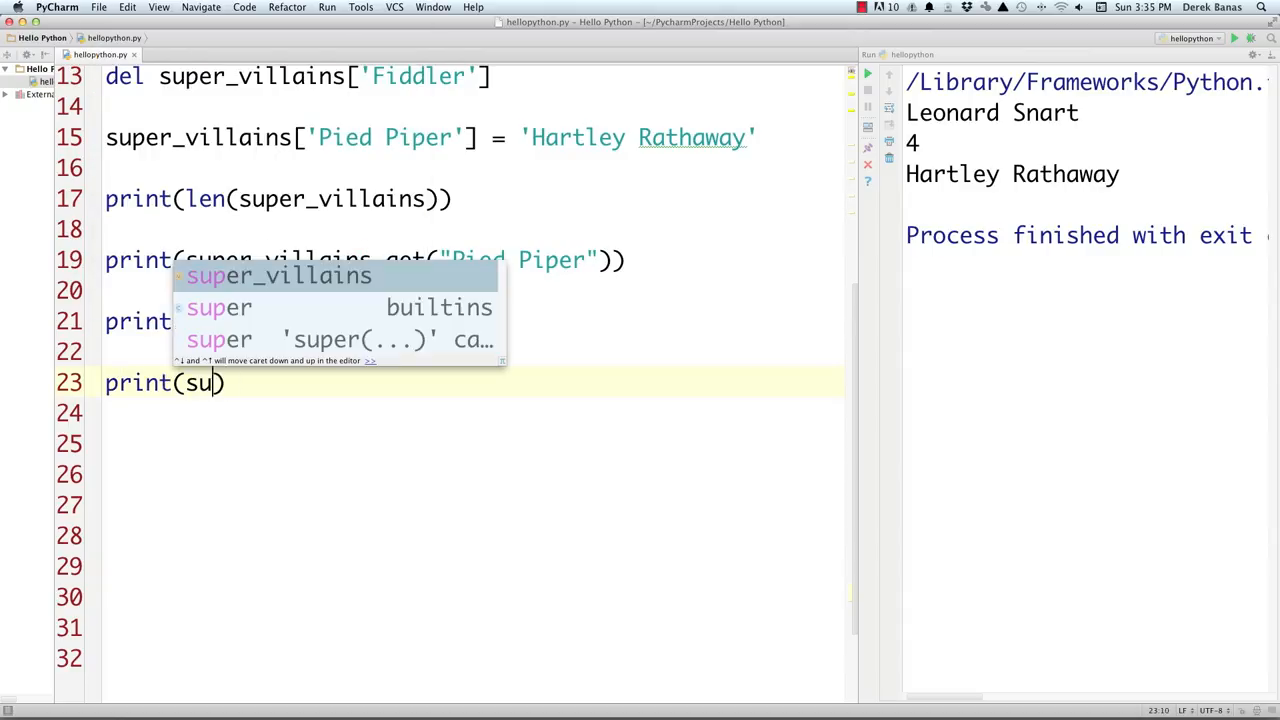 PyCharm File Edit View Navigate Code Refactor Run Tools VCS Window Help 10 Sun 3:35 PM Derek Banas
hellopython.py - Hello Python - [~/PycharmProjects/Hello Python]
Hello Python hellopython.py hellopython
hellopython.py Run hellopython
Hello P
hell
Externa
13 del super_villains['Fiddler']
14
15 super_villains['Pied Piper'] = 'Hartley Rathaway'
16
17 print(len(super_villains))
18
19 print(super_villains.get("Pied Piper"))
20
21 print
22
23 print(su)
24
25
26
27
28
29
30
31
32
super_villains
super builtins
super 'super(...)' ca…
^↓ and ^↑ will move caret down and up in the editor >>
/Library/Frameworks/Python.
Leonard Snart
4
Hartley Rathaway
Process finished with exit
23:10 LF UTF-8